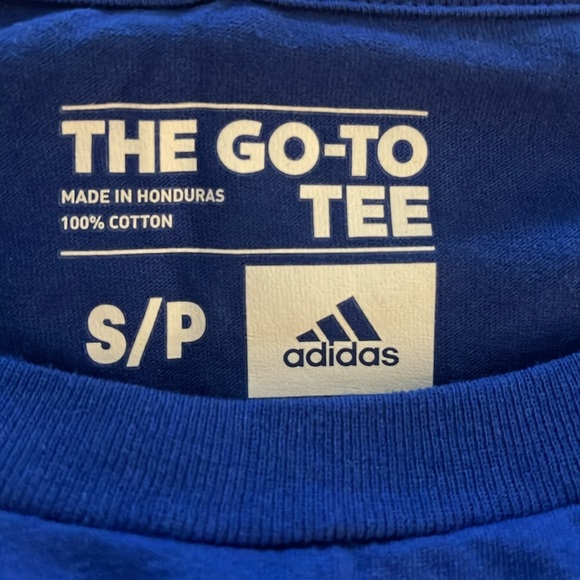 THE GO-TO
TEE
MADE IN HONDURAS
100% COTTON
S/P
adidas